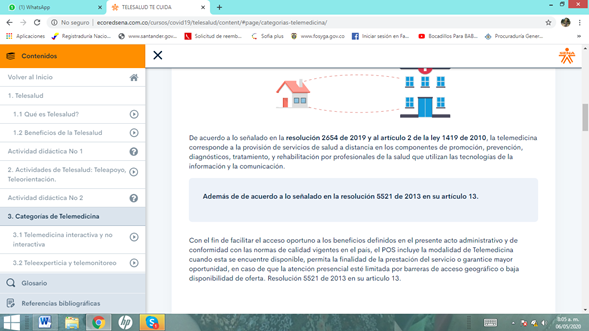 (1) WhatsApp
TELESALUD TE CUIDA
No seguro
ecoredsena.com.co/cursos/covid19/telesalud/content/#page/categorias-telemedicina/
Aplicaciones
Registraduría Nacio...
www.santander.gov...
Solicitud de reemb...
Sofia plus
www.fosyga.gov.co
Iniciar sesión en Fa...
Bocadillos Para BAB...
Procuraduria Gener...
Contenidos
Volver al Inicio
1. Telesalud
1.1 Qué es Telesalud?
1.2 Beneficios de la Telesalud
Actividad didactica No 1
2. Actividades de Telesalud: Teleapoyo,
Teleorientación.
Actividad didáctica No 2
3. Categorías de Telemedicina
3.1 Telemedicina interactiva y no
interactiva
3.2 Teleexperticia y telemonitoreo
Glosario
Referencias bibliográficas
De acuerdo a lo señalado en la resolución 2654 de 2019 y al articulo 2 de la ley 1419 de 2010, la telemedicina
corresponde a la provisión de servicios de salud a distancia en los componentes de promoción, prevención,
diagnósticos, tratamiento, y rehabilitación por profesionales de la salud que utilizan las tecnologías de la
información y la comunicación.
Además de de acuerdo a lo señalado en la resolución 5521 de 2013 en su artículo 13.
Con el fin de facilitar el acceso oportuno a los beneficios definidos en el presente acto administrativo y de
conformidad con las normas de calidad vigentes en el país, el POS incluye la modalidad de Telemedicina
cuando esta se encuentre disponible, permita la finalidad de la prestación del servicio o garantice mayor
oportunidad, en caso de que la atención presencial esté limitada por barreras de acceso geográfico o baja
disponibilidad de oferta. Resolución 5521 de 2013 en su artículo 13.
9:05 a. m.
06/05/2020